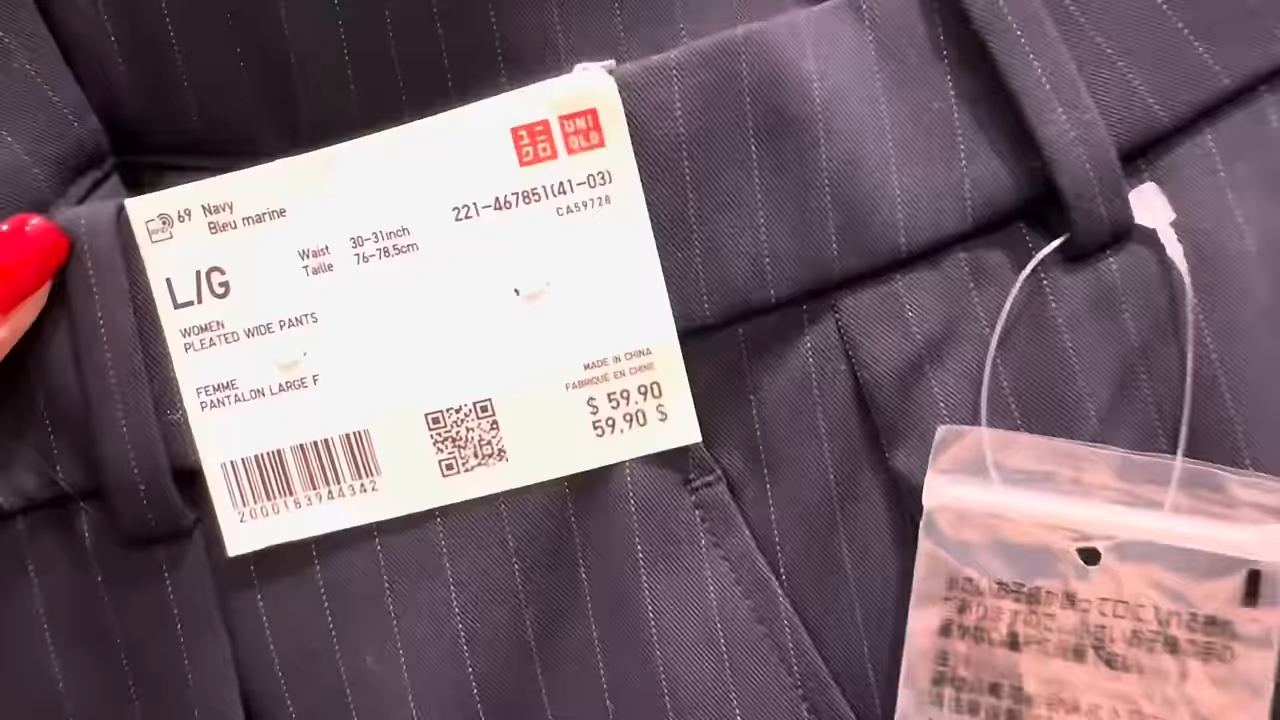 ユニ
クロ
UNI
QLO
69 Navy
Bleu marine
221-467851(41-03)
CA59728
Waist 30-31inch
Taille 76-78.5cm
L/G
WOMEN
PLEATED WIDE PANTS
FEMME
PANTALON LARGE F
MADE IN CHINA
FABRIQUÉ EN CHINE
$ 59.90
59.90 $
2000183944342